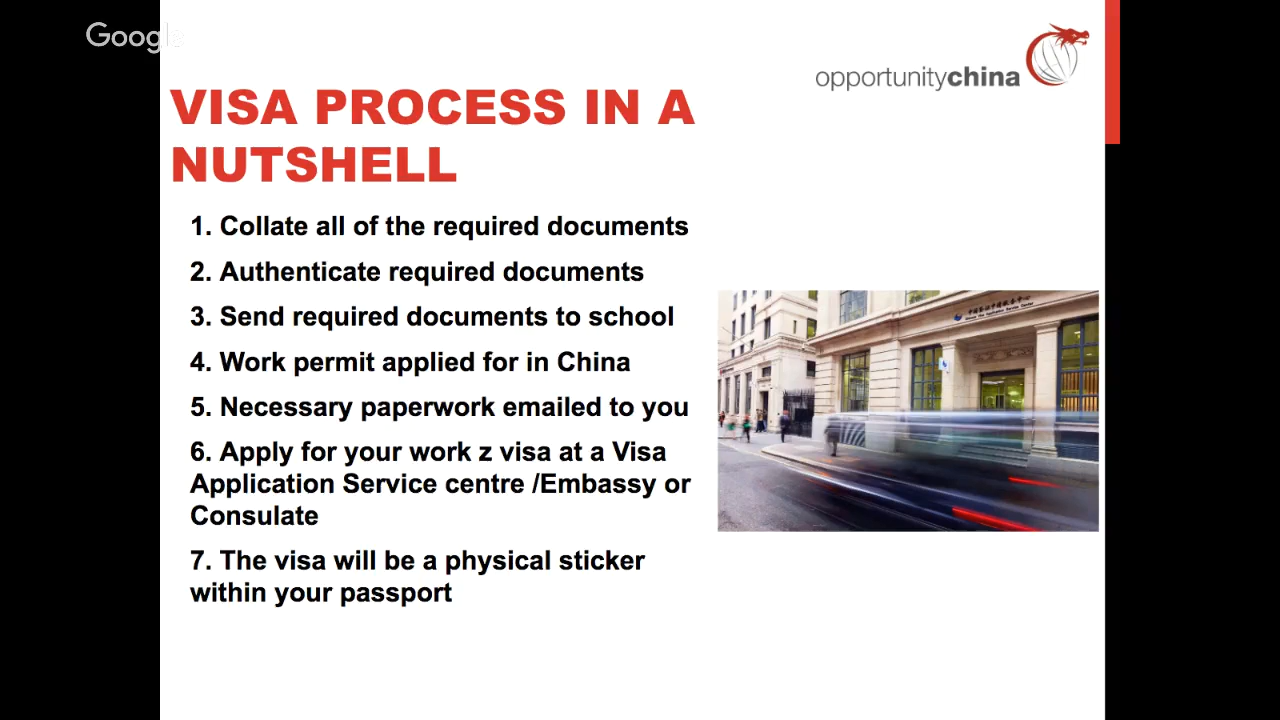 Google
opportunitychina
VISA PROCESS IN A
NUTSHELL
1. Collate all of the required documents
2. Authenticate required documents
3. Send required documents to school
4. Work permit applied for in China
5. Necessary paperwork emailed to you
6. Apply for your work z visa at a Visa
Application Service centre /Embassy or
Consulate
7. The visa will be a physical sticker
within your passport